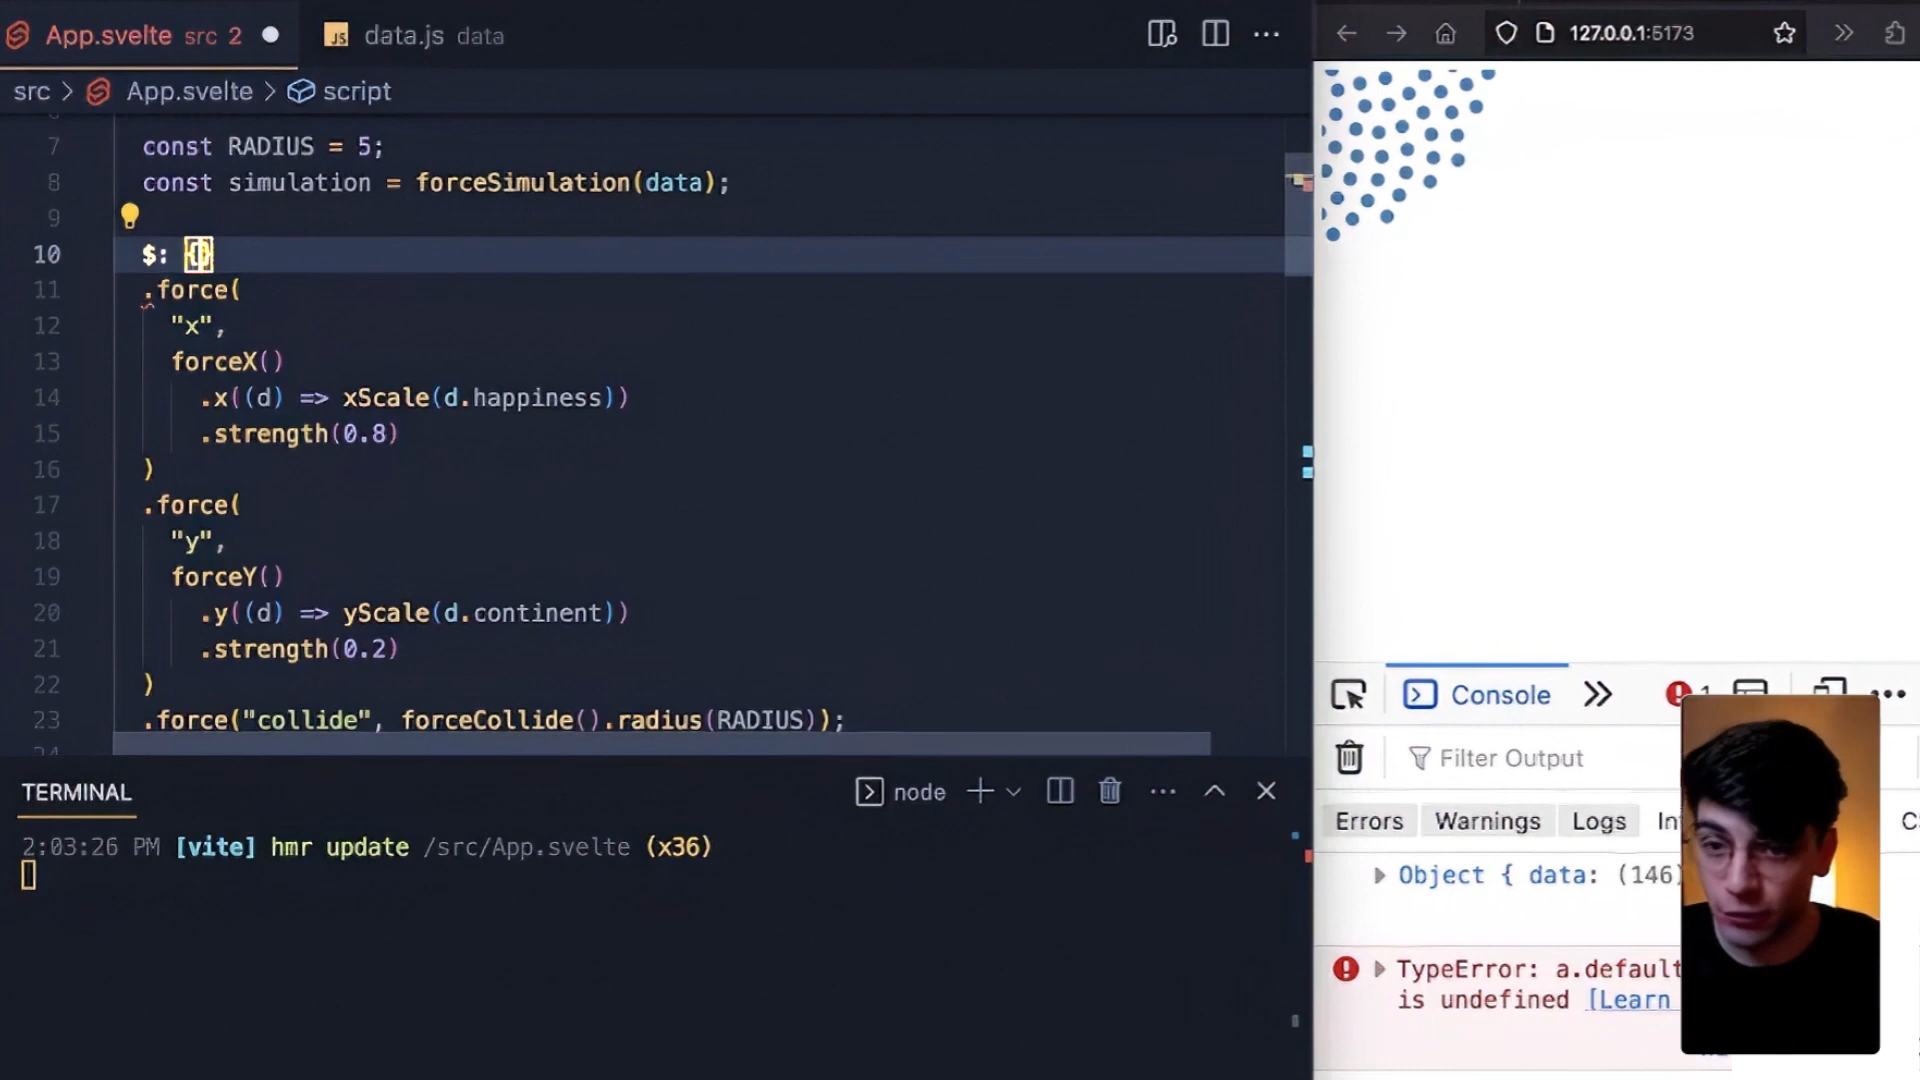 App.svelte src 2
JS data.js data
src > App.svelte > script
7 const RADIUS = 5;
8 const simulation = forceSimulation(data);
9
10 $: {}
11 .force(
12 "x",
13 forceX()
14 .x((d) => xScale(d.happiness))
15 .strength(0.8)
16 )
17 .force(
18 "y",
19 forceY()
20 .y((d) => yScale(d.continent))
21 .strength(0.2)
22 )
23 .force("collide", forceCollide().radius(RADIUS));
TERMINAL
node
2:03:26 PM [vite] hmr update /src/App.svelte (x36)
127.0.0.1:5173
Console
1
Filter Output
Errors Warnings Logs
Object { data: (146)
TypeError: a.default
is undefined [Learn